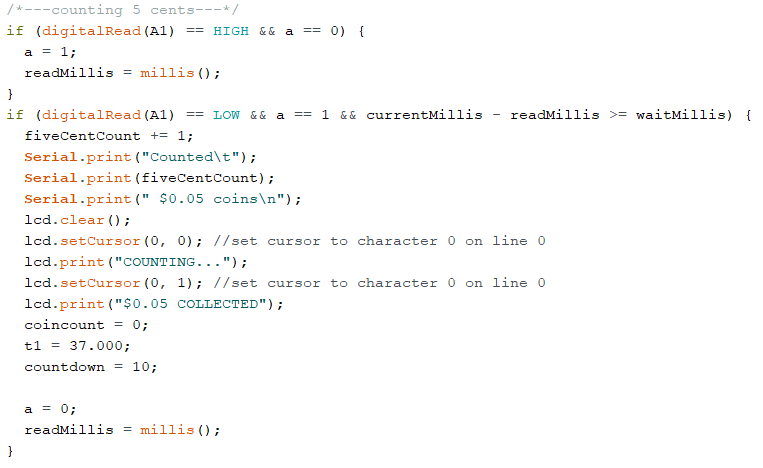 /*---counting 5 cents---*/
if (digitalRead(A1) == HIGH && a == 0) {
  a = 1;
  readMillis = millis();
}
if (digitalRead(A1) == LOW && a == 1 && currentMillis - readMillis >= waitMillis) {
  fiveCentCount += 1;
  Serial.print("Counted\t");
  Serial.print(fiveCentCount);
  Serial.print(" $0.05 coins\n");
  lcd.clear();
  lcd.setCursor(0, 0); //set cursor to character 0 on line 0
  lcd.print("COUNTING...");
  lcd.setCursor(0, 1); //set cursor to character 0 on line 0
  lcd.print("$0.05 COLLECTED");
  coincount = 0;
  t1 = 37.000;
  countdown = 10;

  a = 0;
  readMillis = millis();
}